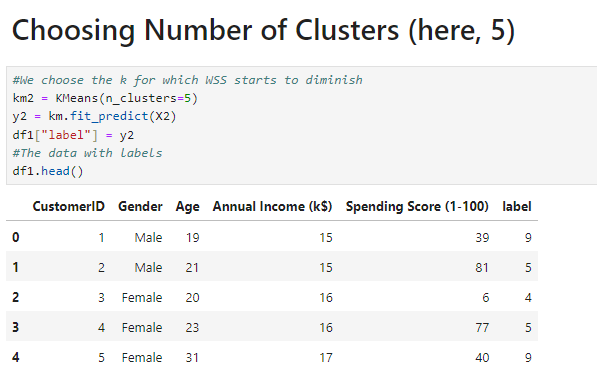 Choosing Number of Clusters (here, 5)
#We choose the k for which WSS starts to diminish
km2 = KMeans(n_clusters=5)
y2 = km.fit_predict(X2)
df1["label"] = y2
#The data with labels
df1.head()
CustomerID Gender Age Annual Income (k$) Spending Score (1-100) label
0 1 Male 19 15 39 9
1 2 Male 21 15 81 5
2 3 Female 20 16 6 4
3 4 Female 23 16 77 5
4 5 Female 31 17 40 9